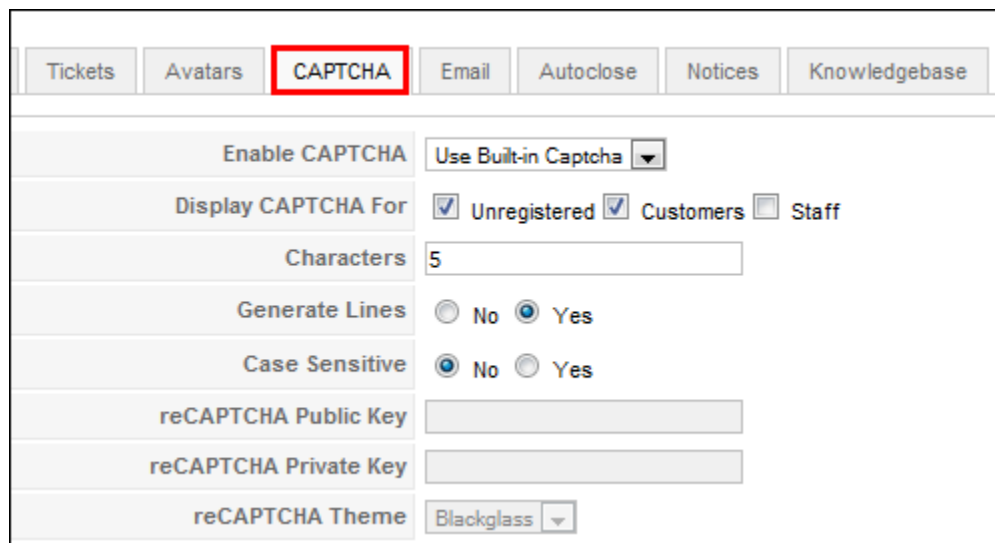 Tickets Avatars CAPTCHA Email Autoclose Notices Knowledgebase
Enable CAPTCHA Use Built-in Captcha
Display CAPTCHA For Unregistered Customers Staff
Characters 5
Generate Lines No Yes
Case Sensitive No Yes
reCAPTCHA Public Key
reCAPTCHA Private Key
reCAPTCHA Theme Blackglass